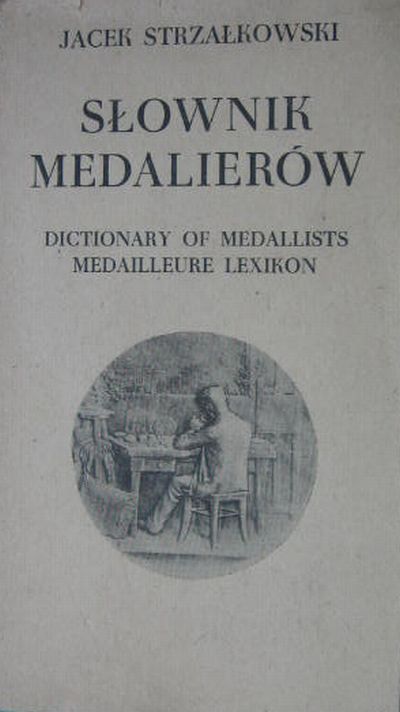 JACEK STRZAŁKOWSKI
SŁOWNIK
MEDALIERÓW
DICTIONARY OF MEDALLISTS
MEDAILLEURE LEXIKON